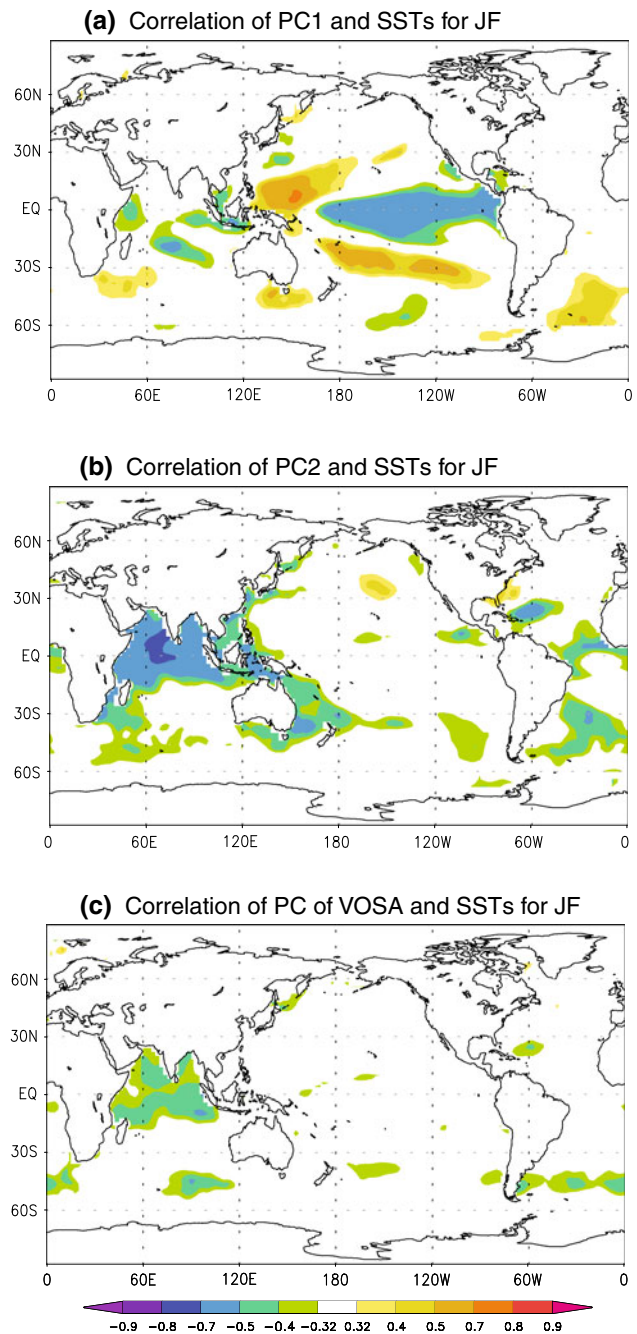 (a) Correlation of PC1 and SSTs for JF
60N
30N
EQ
30S
60S
0 60E 120E 180 120W 60W 0
(b) Correlation of PC2 and SSTs for JF
60N
30N
EQ
30S
60S
0 60E 120E 180 120W 60W 0
(c) Correlation of PC of VOSA and SSTs for JF
60N
30N
EQ
30S
60S
0 60E 120E 180 120W 60W 0
-0.9 -0.8 -0.7 -0.5 -0.4 -0.32 0.32 0.4 0.5 0.7 0.8 0.9